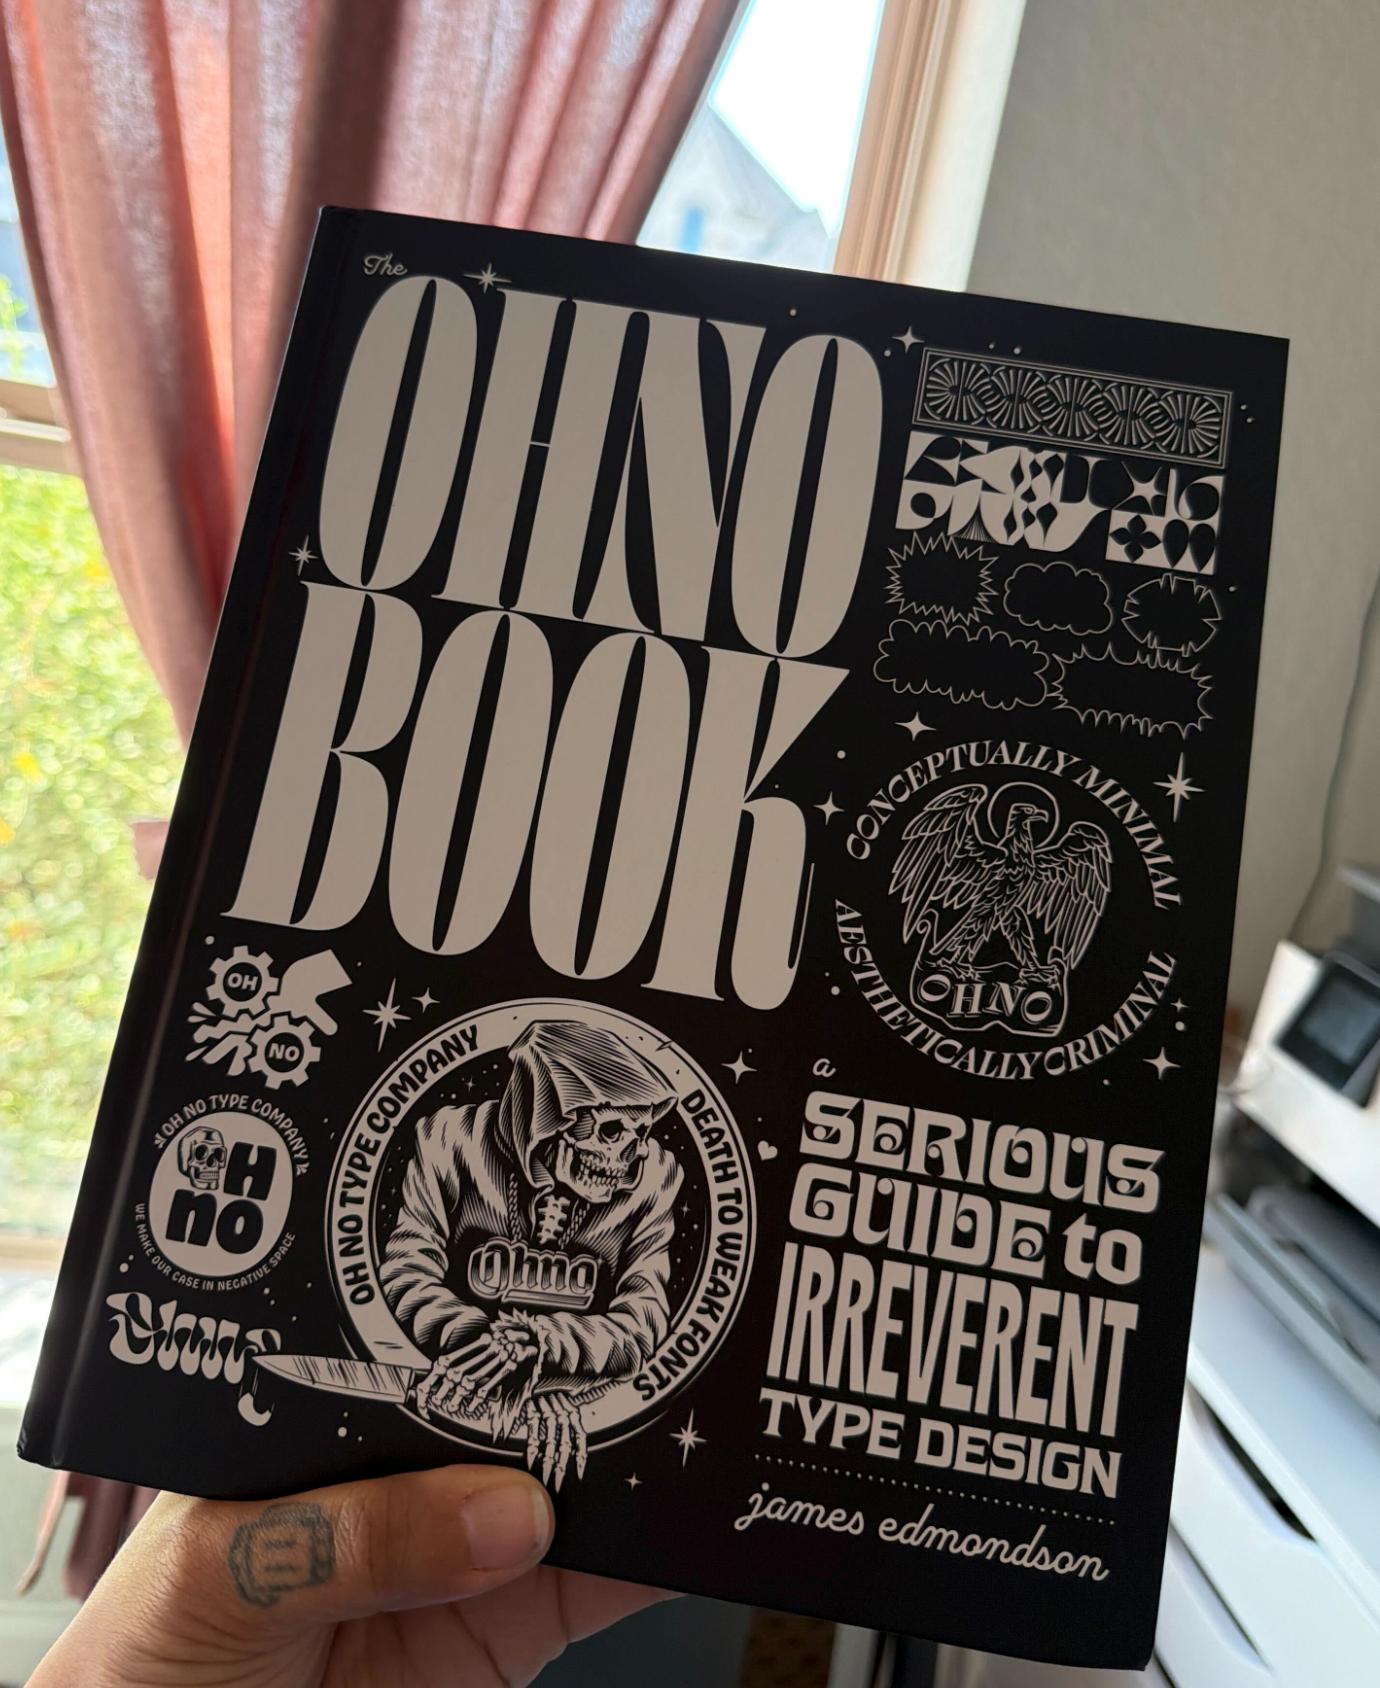 The
OHNO
BOOK
CONCEPTUALLY MINIMAL
AESTHETICALLY CRIMINAL
OHNO
OH
NO
OH NO TYPE COMPANY
OH
NO
WE MAKE OUR CASE IN NEGATIVE SPACE
Ohno
OH NO TYPE COMPANY
DEATH TO WEAK FONTS
Ohno
a
SERIOUS
GUIDE to
IRREVERENT
TYPE DESIGN
james edmondson